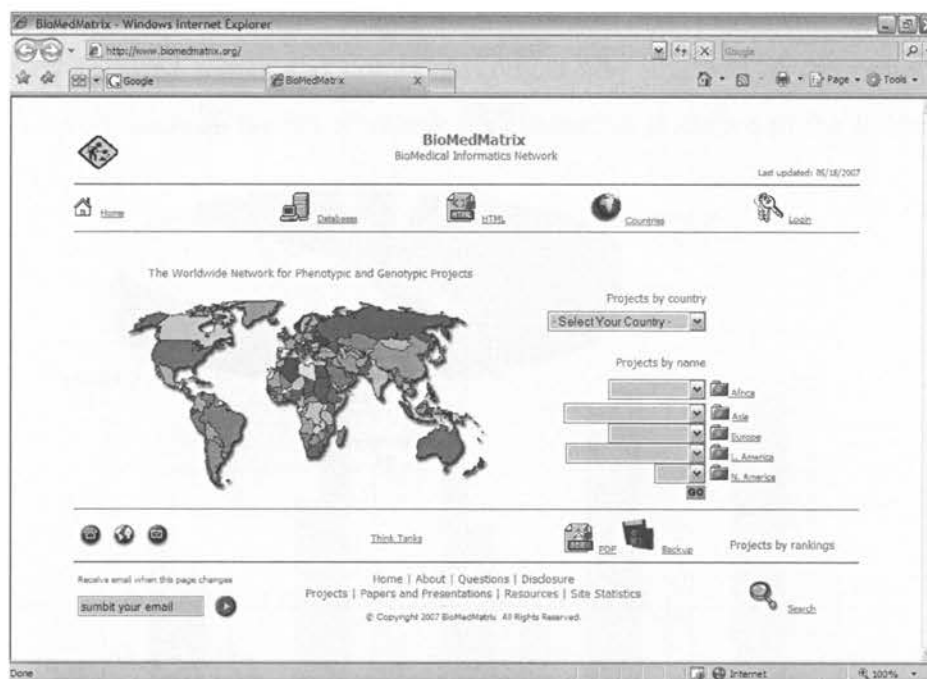 BioMedMatrix - Windows Internet Explorer
http://www.biomedmatrix.org/
Google
Google
BioMedMatrix
X
Page
Tools
BioMedMatrix
BioMedical Informatics Network
Last updated: 05/18/2007
Home
Databases
HTML
Countries
Login
The Worldwide Network for Phenotypic and Genotypic Projects
Projects by country
- Select Your Country -
Projects by name
Africa
Asia
Europe
L. America
N. America
GO
Think Tanks
PDF
Backup
Projects by rankings
Receive email when this page changes
sumbit your email
Home | About | Questions | Disclosure
Projects | Papers and Presentations | Resources | Site Statistics
© Copyright 2007 BioMedMatrix All Rights Reserved.
Search
Done
Internet
100%